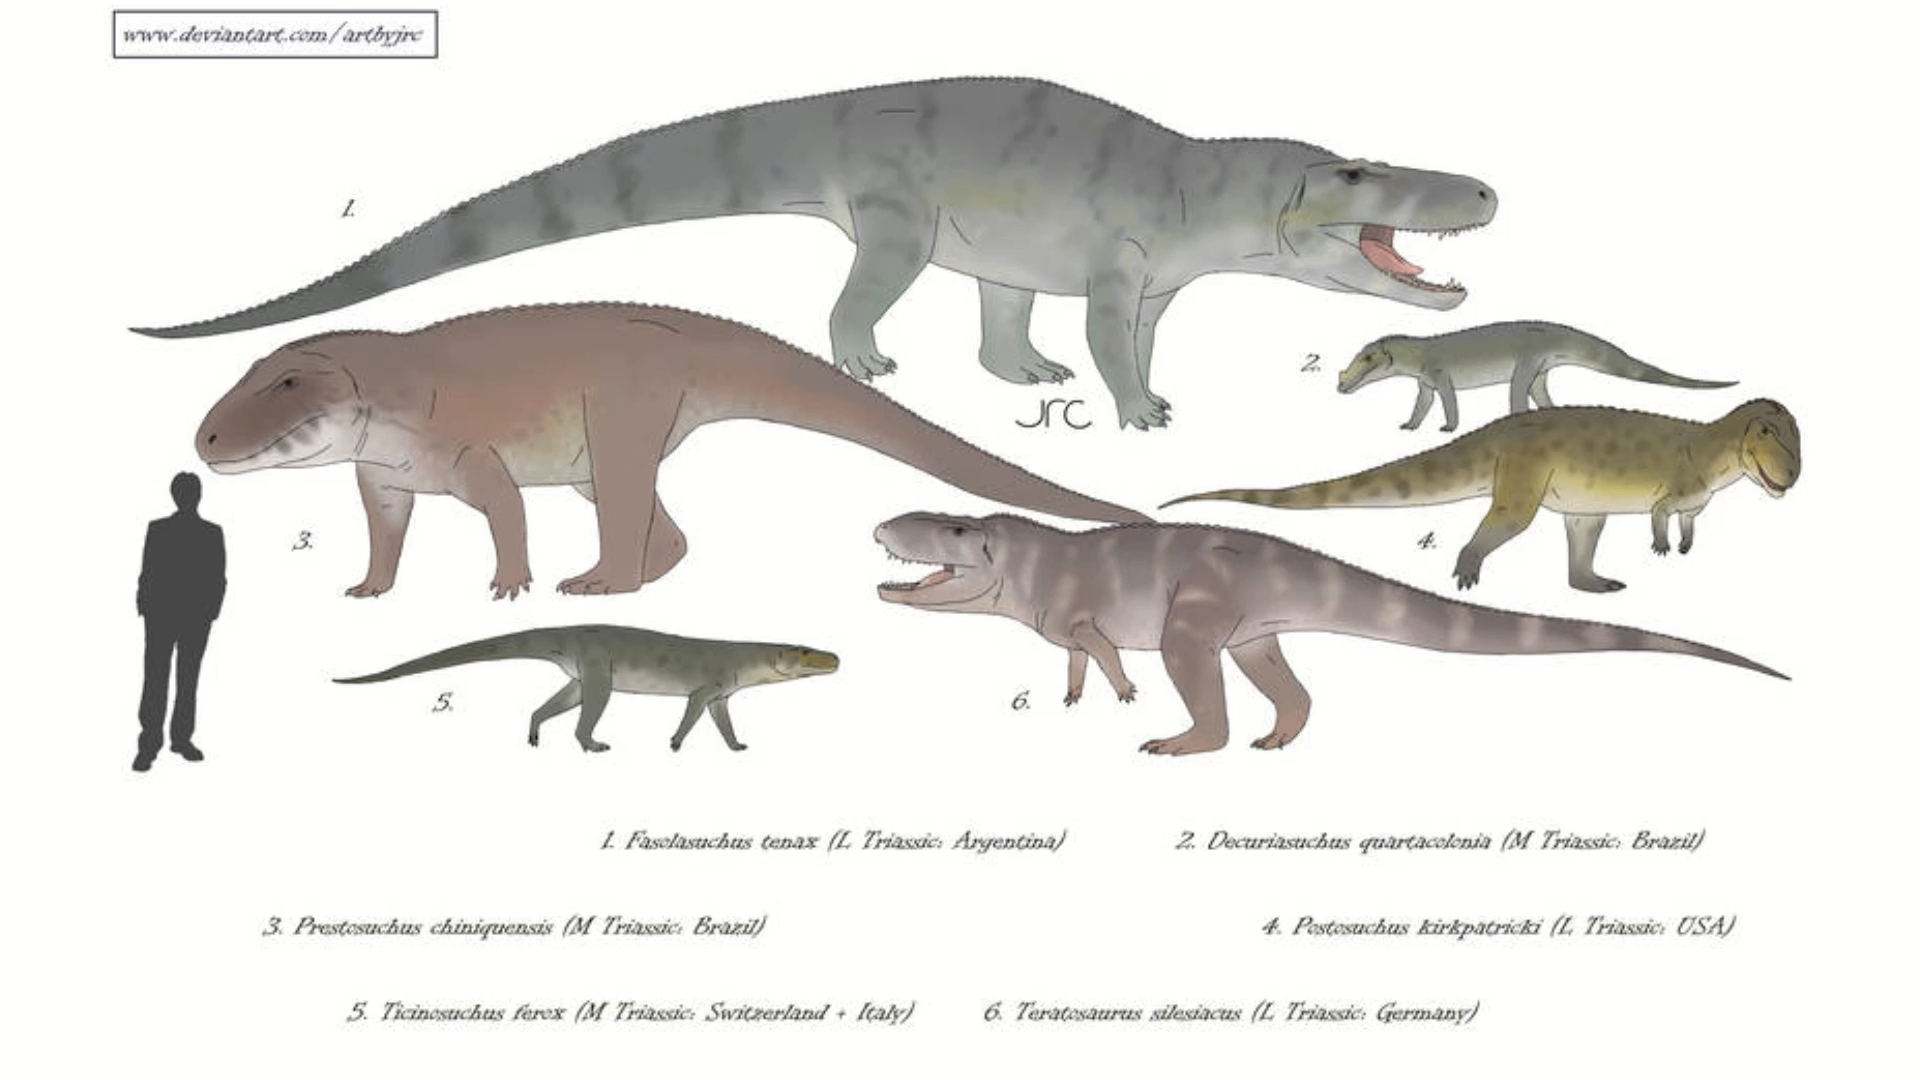 www.deviantart.com/artbyjrc
1.
2.
jrc
3.
4.
5.
6.
1. Fasolasuchus tenax (L Triassic: Argentina)
2. Decuriasuchus quartacolonia (M Triassic: Brazil)
3. Prestosuchus chiniquensis (M Triassic: Brazil)
4. Postosuchus kirkpatricki (L Triassic: USA)
5. Ticinosuchus ferox (M Triassic: Switzerland + Italy)
6. Teratosaurus silesiacus (L Triassic: Germany)